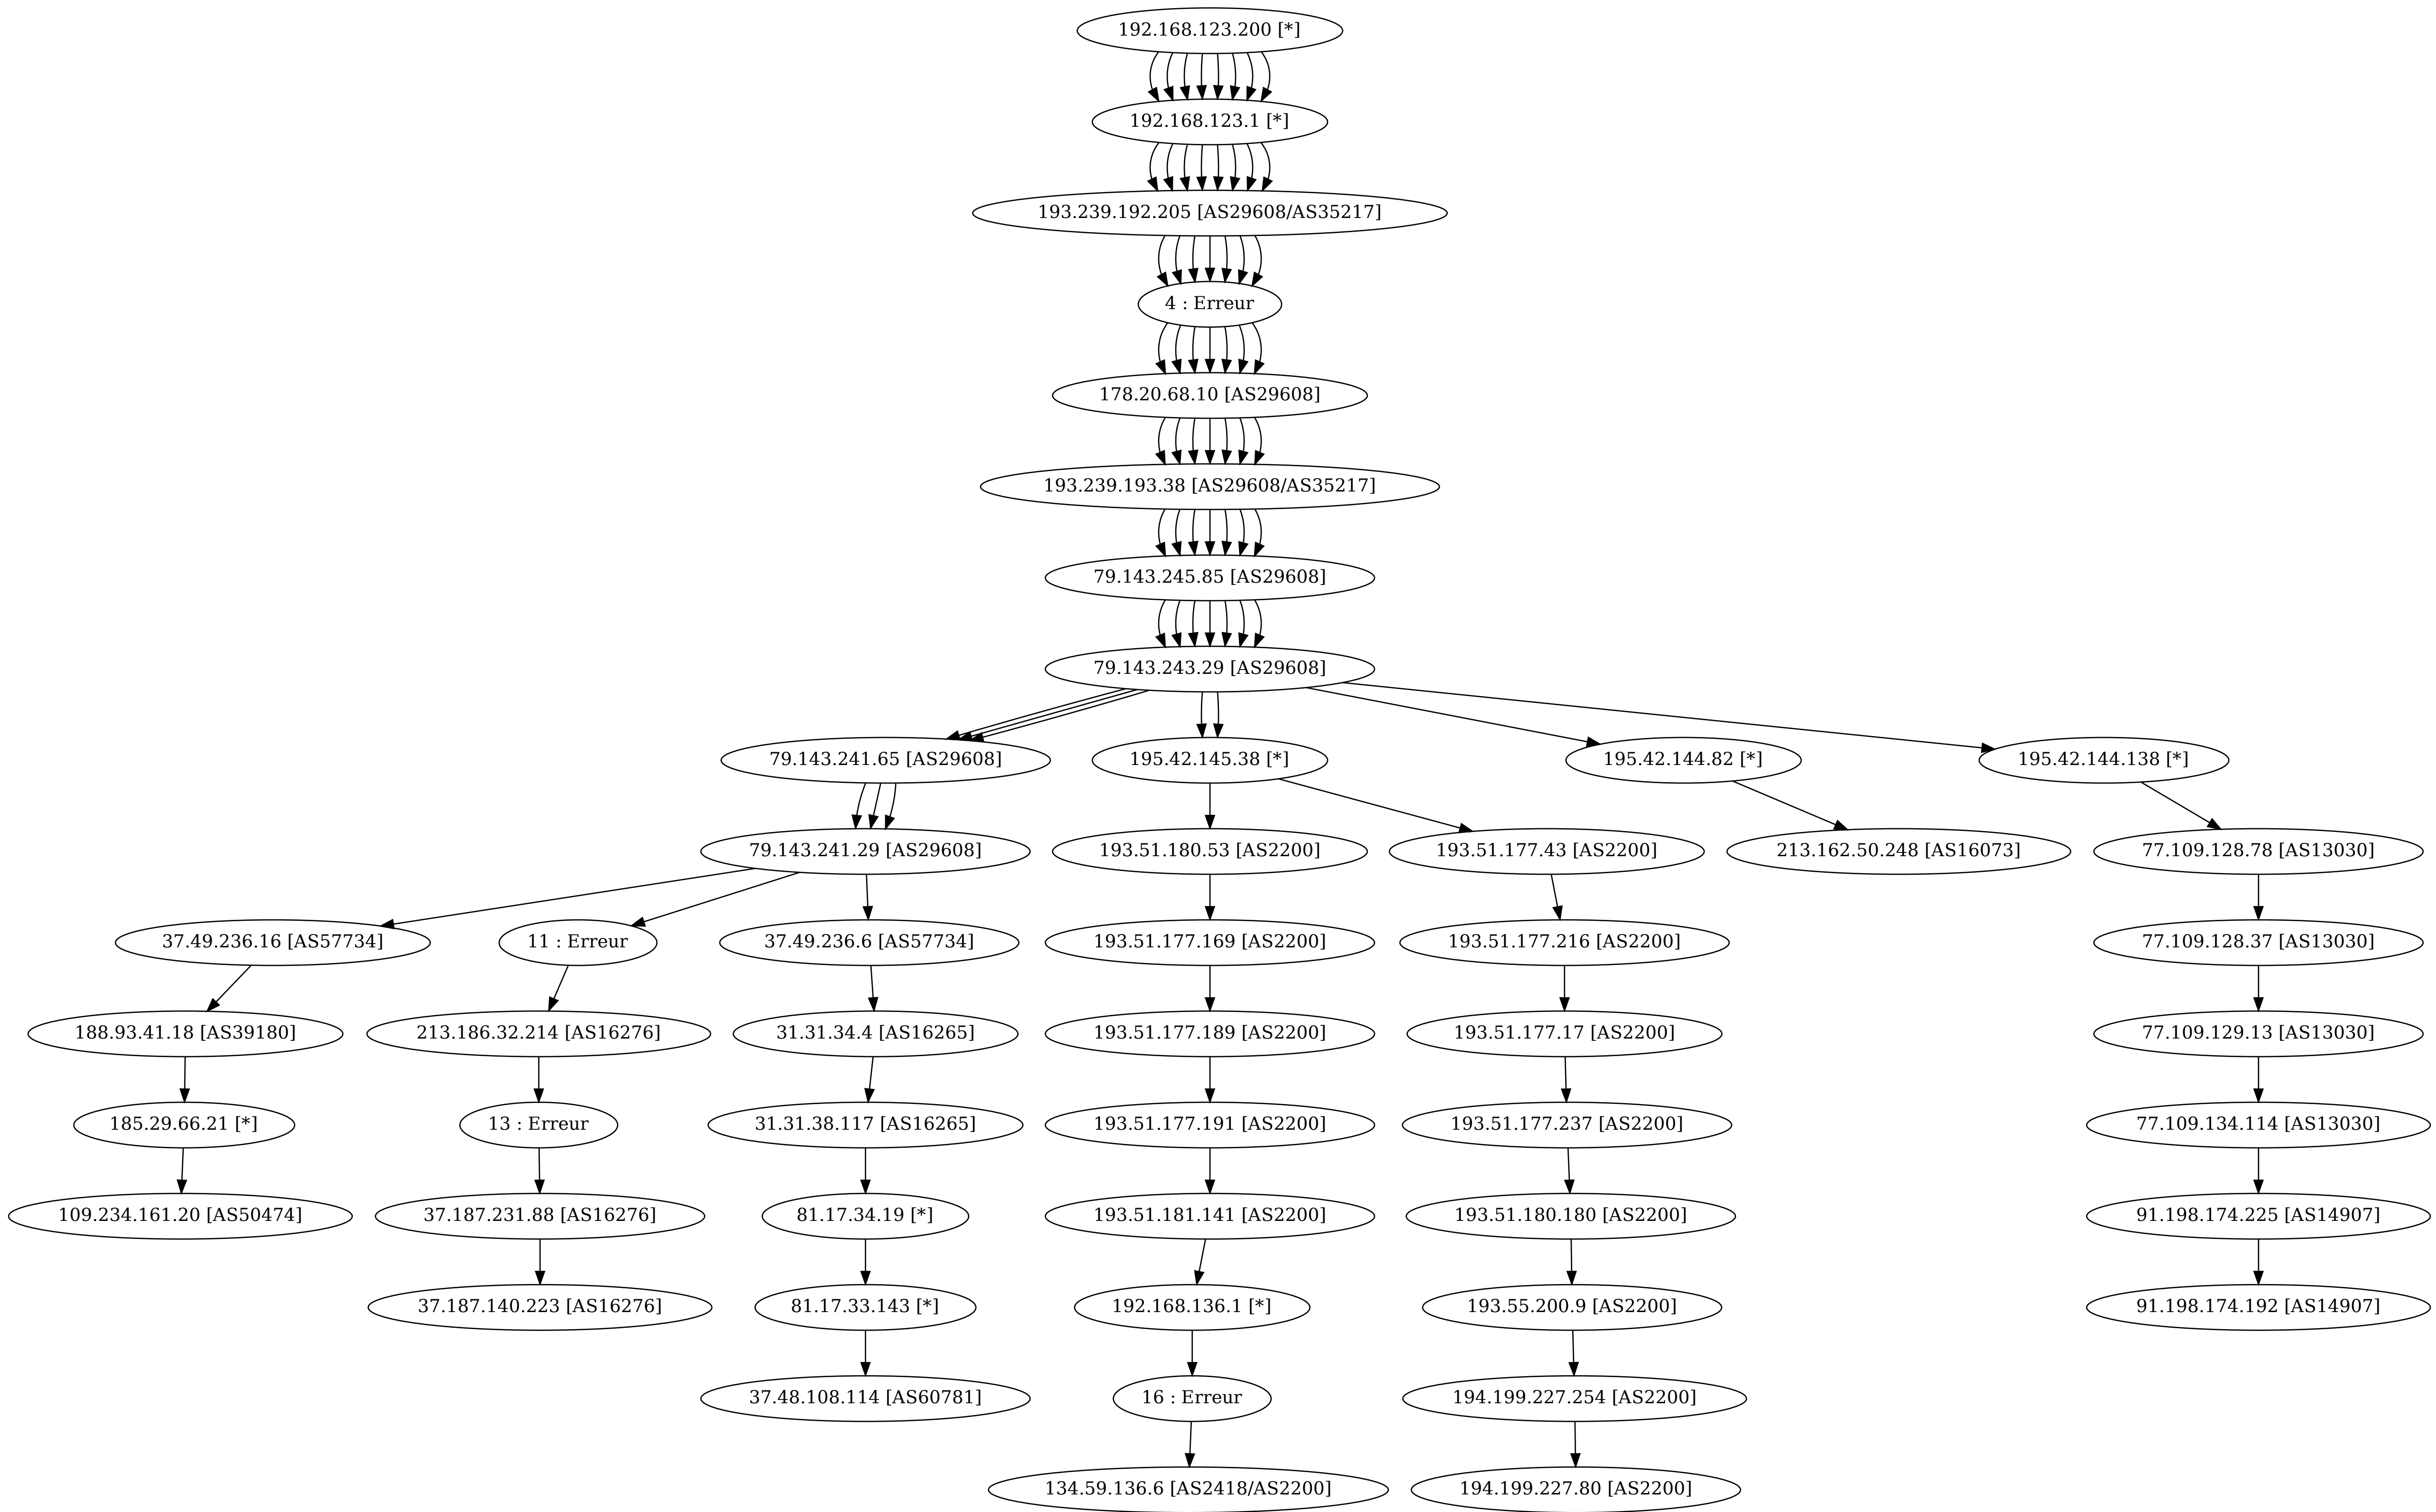 192.168.123.200 [*]
192.168.123.1 [*]
193.239.192.205 [AS29608/AS35217]
4 : Erreur
178.20.68.10 [AS29608]
193.239.193.38 [AS29608/AS35217]
79.143.245.85 [AS29608]
79.143.243.29 [AS29608]
79.143.241.65 [AS29608]
195.42.145.38 [*]
195.42.144.82 [*]
195.42.144.138 [*]
79.143.241.29 [AS29608]
193.51.180.53 [AS2200]
193.51.177.43 [AS2200]
213.162.50.248 [AS16073]
77.109.128.78 [AS13030]
37.49.236.16 [AS57734]
11 : Erreur
37.49.236.6 [AS57734]
193.51.177.169 [AS2200]
193.51.177.216 [AS2200]
77.109.128.37 [AS13030]
188.93.41.18 [AS39180]
213.186.32.214 [AS16276]
31.31.34.4 [AS16265]
193.51.177.189 [AS2200]
193.51.177.17 [AS2200]
77.109.129.13 [AS13030]
185.29.66.21 [*]
13 : Erreur
31.31.38.117 [AS16265]
193.51.177.191 [AS2200]
193.51.177.237 [AS2200]
77.109.134.114 [AS13030]
109.234.161.20 [AS50474]
37.187.231.88 [AS16276]
81.17.34.19 [*]
193.51.181.141 [AS2200]
193.51.180.180 [AS2200]
91.198.174.225 [AS14907]
37.187.140.223 [AS16276]
81.17.33.143 [*]
192.168.136.1 [*]
193.55.200.9 [AS2200]
91.198.174.192 [AS14907]
37.48.108.114 [AS60781]
16 : Erreur
194.199.227.254 [AS2200]
134.59.136.6 [AS2418/AS2200]
194.199.227.80 [AS2200]